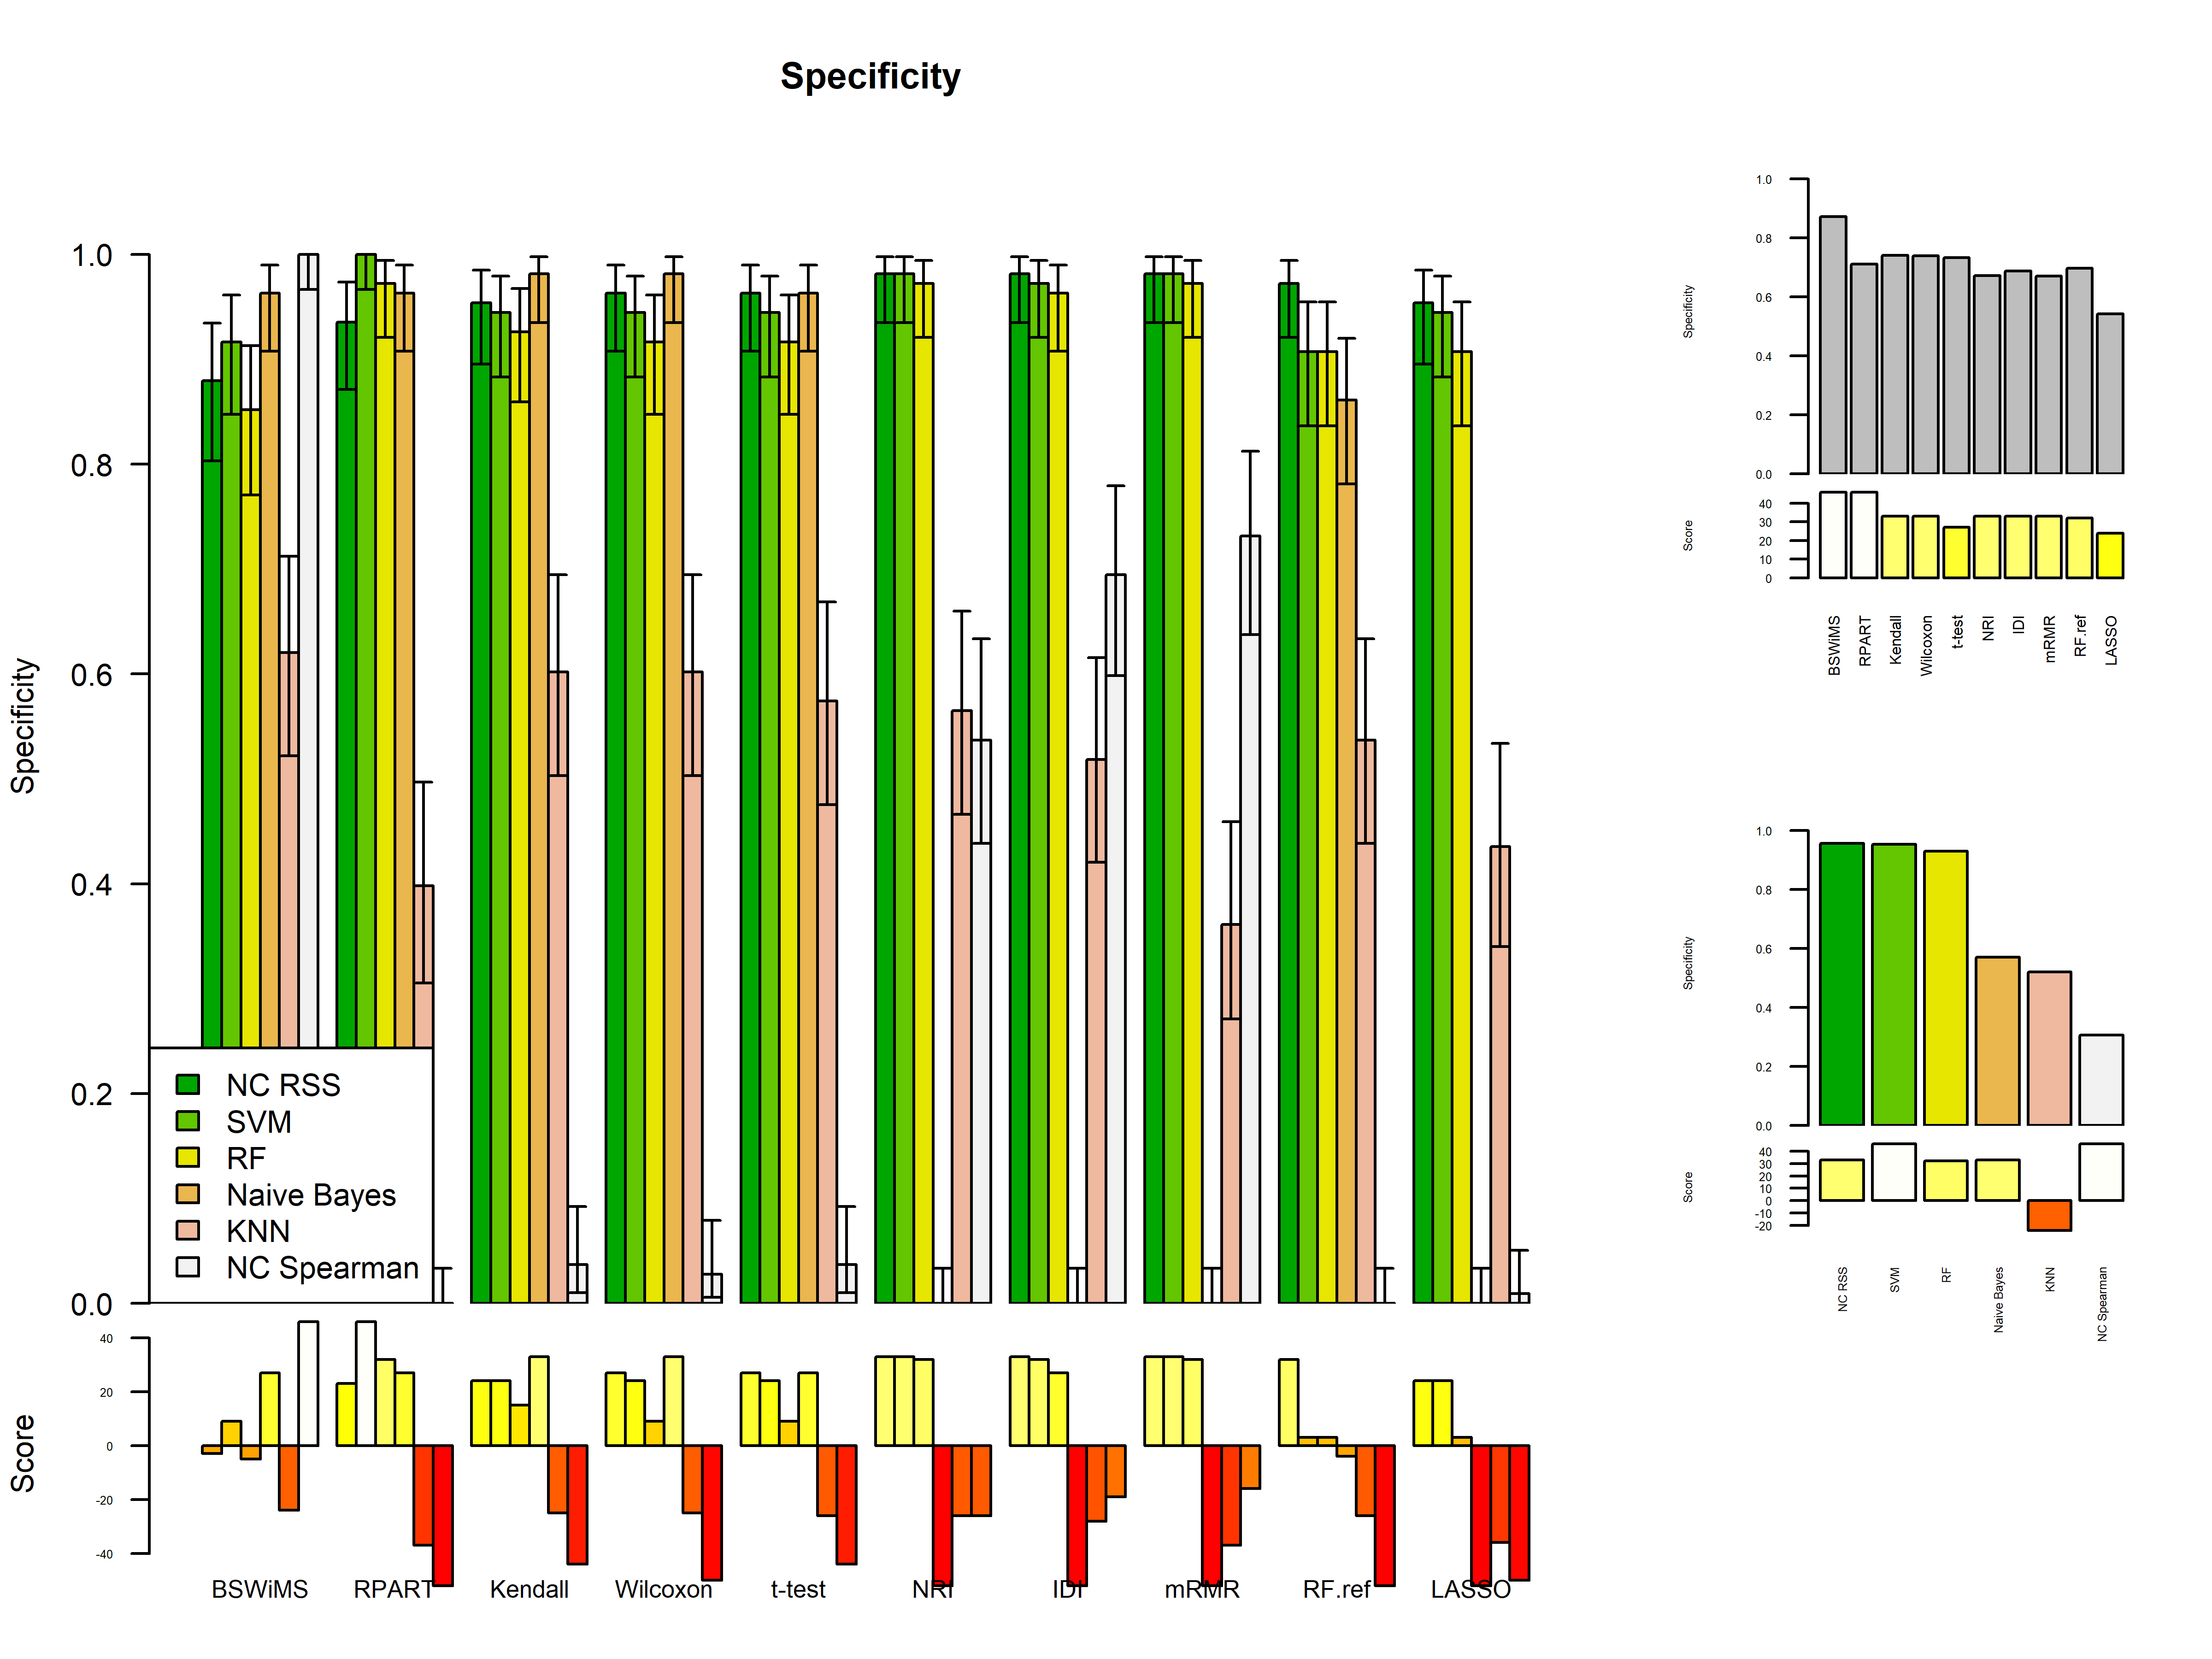 Specificity
Specificity
1.0
0.8
0.6
0.4
0.2
0.0
NC RSS
SVM
RF
Naive Bayes
KNN
NC Spearman
Score
40
20
0
-20
-40
BSWiMS RPART Kendall Wilcoxon t-test NRI IDI mRMR RF.ref LASSO
Specificity
1.0
0.8
0.6
0.4
0.2
0.0
Score
40
30
20
10
0
BSWiMS
RPART
Kendall
Wilcoxon
t-test
NRI
IDI
mRMR
RF.ref
LASSO
Specificity
1.0
0.8
0.6
0.4
0.2
0.0
Score
40
30
20
10
0
-10
-20
NC RSS
SVM
RF
Naive Bayes
KNN
NC Spearman